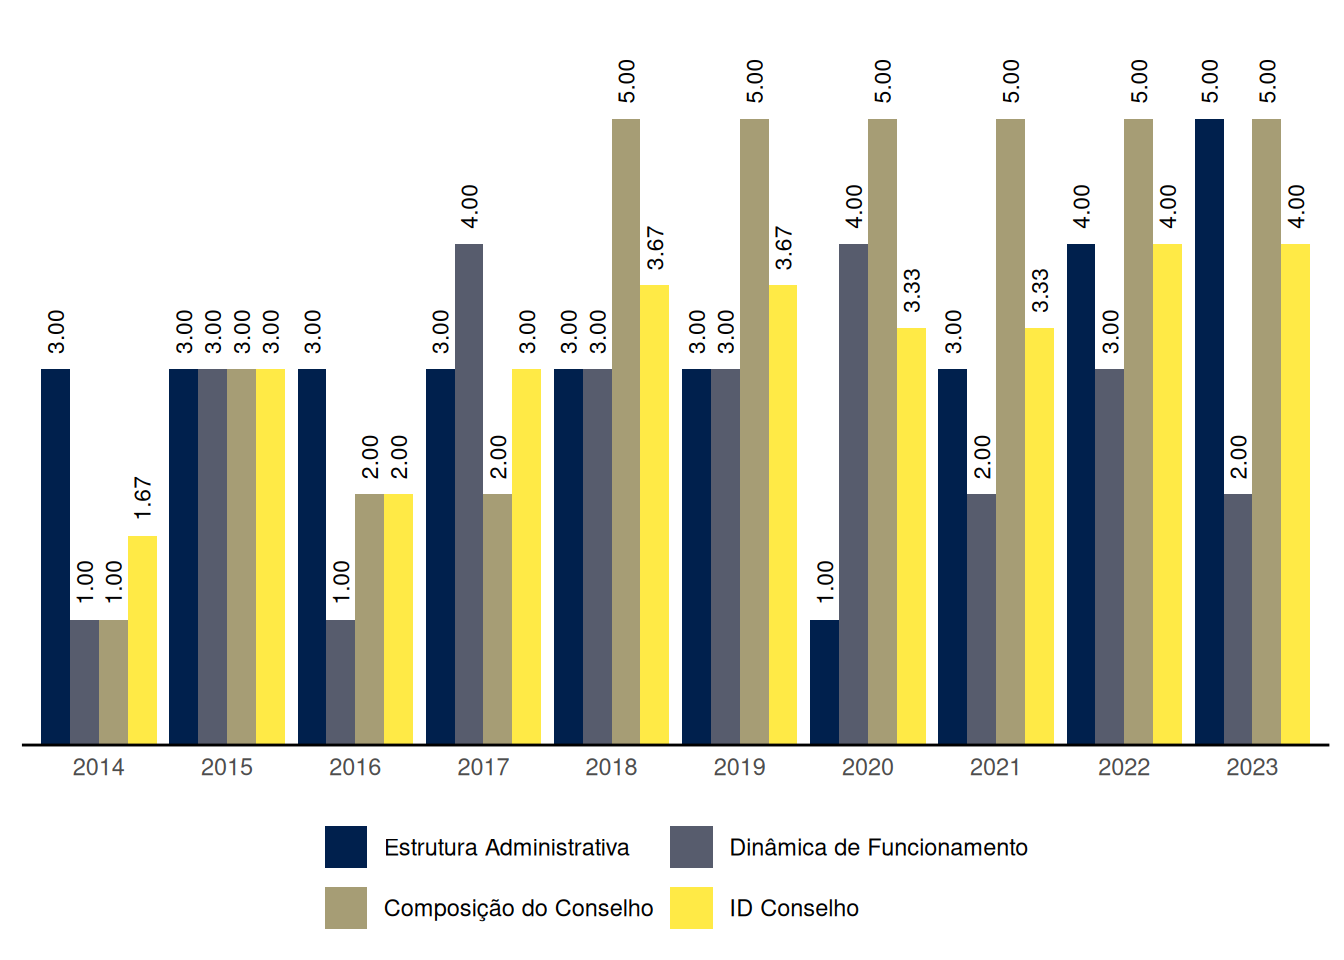 3.00 1.00 1.00 1.67
3.00 3.00 3.00 3.00
3.00 1.00 2.00 2.00
3.00 4.00 2.00 3.00
3.00 3.00 5.00 3.67
3.00 3.00 5.00 3.67
1.00 4.00 5.00 3.33
3.00 2.00 5.00 3.33
4.00 3.00 5.00 4.00
5.00 2.00 5.00 4.00
2014 2015 2016 2017 2018 2019 2020 2021 2022 2023
Estrutura Administrativa Dinâmica de Funcionamento
Composição do Conselho ID Conselho